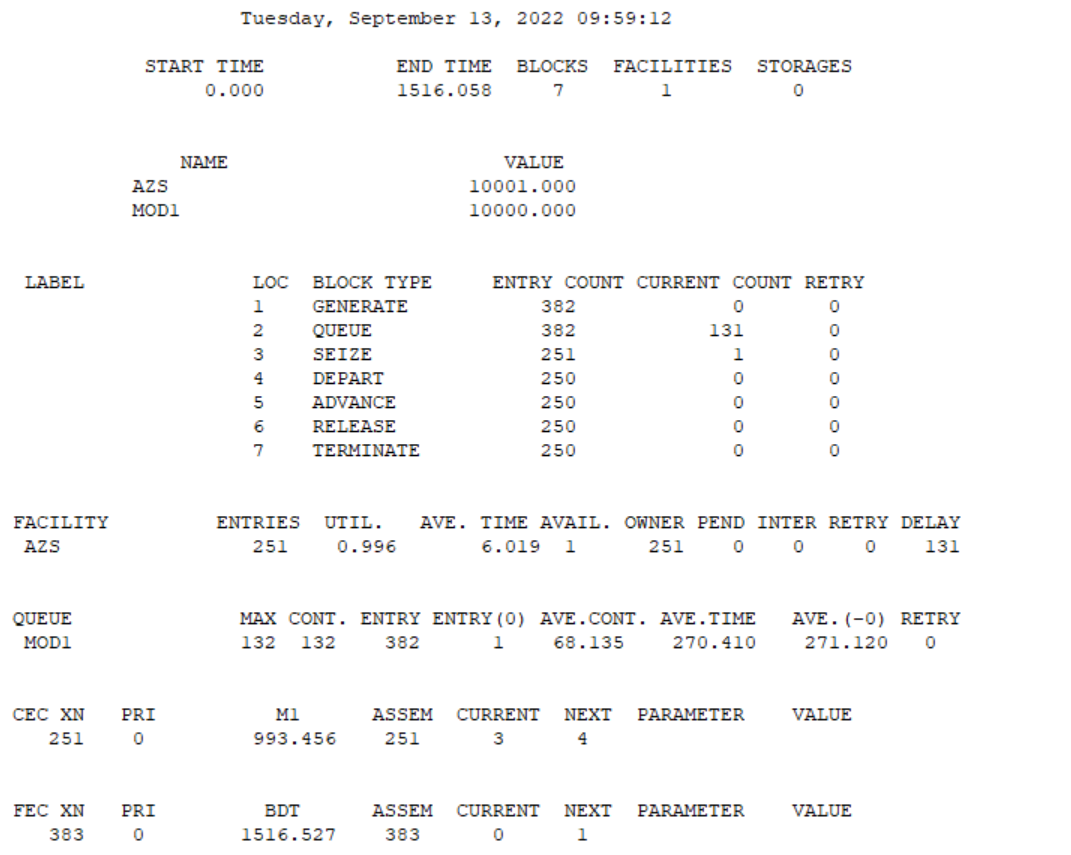 Tuesday, September 13, 2022 09:59:12
START TIME END TIME BLOCKS FACILITIES STORAGES
0.000 1516.058 7 1 0
NAME VALUE
AZS 10001.000
MOD1 10000.000
LABEL LOC BLOCK TYPE ENTRY COUNT CURRENT COUNT RETRY
1 GENERATE 382 0 0
2 QUEUE 382 131 0
3 SEIZE 251 1 0
4 DEPART 250 0 0
5 ADVANCE 250 0 0
6 RELEASE 250 0 0
7 TERMINATE 250 0 0
FACILITY ENTRIES UTIL. AVE. TIME AVAIL. OWNER PEND INTER RETRY DELAY
AZS 251 0.996 6.019 1 251 0 0 0 131
QUEUE MAX CONT. ENTRY ENTRY(0) AVE.CONT. AVE.TIME AVE.(-0) RETRY
MOD1 132 132 382 1 68.135 270.410 271.120 0
CEC XN PRI M1 ASSEM CURRENT NEXT PARAMETER VALUE
251 0 993.456 251 3 4
FEC XN PRI BDT ASSEM CURRENT NEXT PARAMETER VALUE
383 0 1516.527 383 0 1